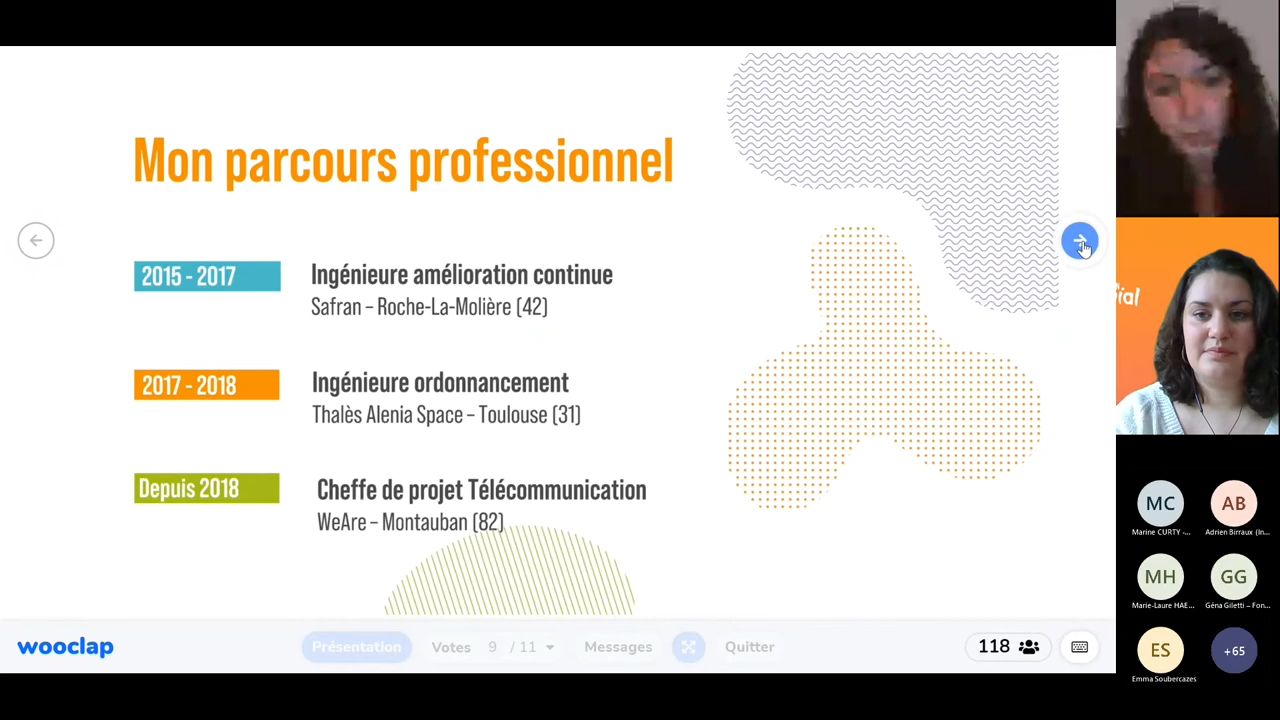 Mon parcours professionnel
2015 - 2017
Ingénieure amélioration continue
Safran – Roche-La-Molière (42)
2017 - 2018
Ingénieure ordonnancement
Thalès Alenia Space – Toulouse (31)
Depuis 2018
Cheffe de projet Télécommunication
WeAre – Montauban (82)
wooclap
Présentation
Votes 9 / 11
Messages
Quitter
118
MC
AB
Marine CURTY -...
Adrien Birraux (In...
MH
GG
Marie-Laure HAE...
Géna Giletti – Fon...
ES
+65
Emma Soubercazes